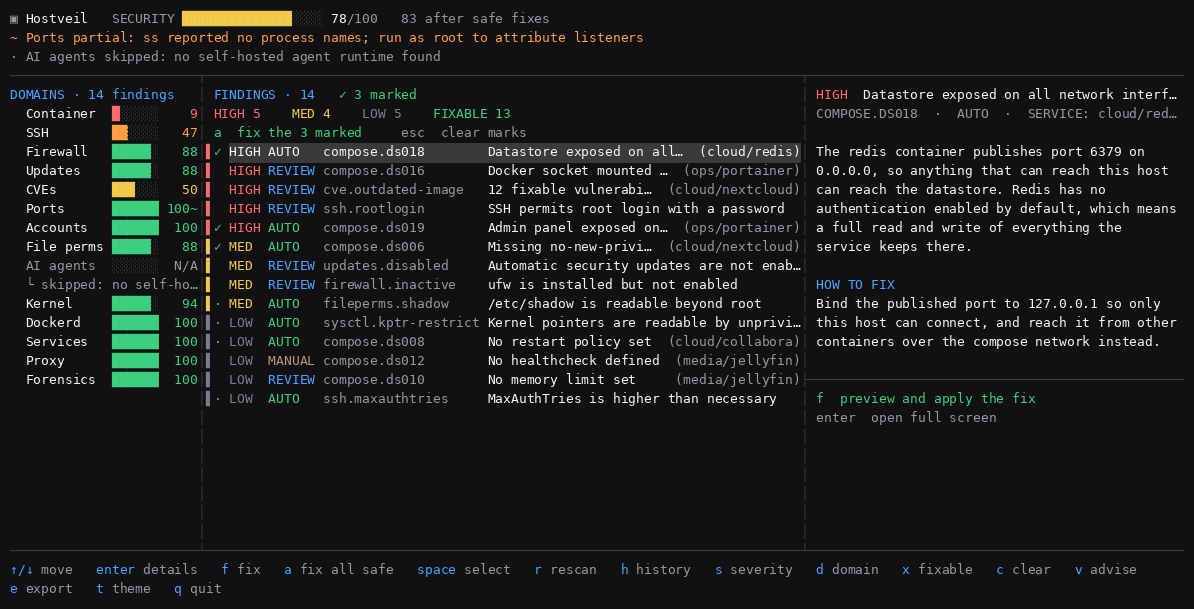 ▣ Hostveil   SECURITY   78/100   83 after safe fixes
~ Ports partial: ss reported no process names; run as root to attribute listeners
· AI agents skipped: no self-hosted agent runtime found
DOMAINS · 14 findings
Container 9
SSH 47
Firewall 88
Updates 88
CVEs 50
Ports 100~
Accounts 100
File perms 88
AI agents N/A
└ skipped: no self-ho…
Kernel 94
Dockerd 100
Services 100
Proxy 100
Forensics 100
FINDINGS · 14   ✓ 3 marked
HIGH 5    MED 4    LOW 5    FIXABLE 13
a  fix the 3 marked     esc  clear marks
✓ HIGH AUTO   compose.ds018   Datastore exposed on all…  (cloud/redis)
HIGH REVIEW compose.ds016   Docker socket mounted …  (ops/portainer)
HIGH REVIEW cve.outdated-image   12 fixable vulnerabi…  (cloud/nextcloud)
HIGH REVIEW ssh.rootlogin   SSH permits root login with a password
✓ HIGH AUTO   compose.ds019   Admin panel exposed on…  (ops/portainer)
✓ MED  AUTO   compose.ds006   Missing no-new-privi…  (cloud/nextcloud)
MED  REVIEW updates.disabled   Automatic security updates are not enab…
MED  REVIEW firewall.inactive   ufw is installed but not enabled
· MED  AUTO   fileperms.shadow   /etc/shadow is readable beyond root
· LOW  AUTO   sysctl.kptr-restrict Kernel pointers are readable by unprivi…
· LOW  AUTO   compose.ds008   No restart policy set  (cloud/collabora)
LOW  MANUAL compose.ds012   No healthcheck defined  (media/jellyfin)
LOW  REVIEW compose.ds010   No memory limit set     (media/jellyfin)
· LOW  AUTO   ssh.maxauthtries   MaxAuthTries is higher than necessary
HIGH  Datastore exposed on all network interf…
COMPOSE.DS018  ·  AUTO  ·  SERVICE: cloud/red…
The redis container publishes port 6379 on
0.0.0.0, so anything that can reach this host
can reach the datastore. Redis has no
authentication enabled by default, which means
a full read and write of everything the
service keeps there.
HOW TO FIX
Bind the published port to 127.0.0.1 so only
this host can connect, and reach it from other
containers over the compose network instead.
f  preview and apply the fix
enter  open full screen
↑/↓ move   enter details   f fix   a fix all safe   space select   r rescan   h history   s severity   d domain   x fixable   c clear   v advise
e export   t theme   q quit